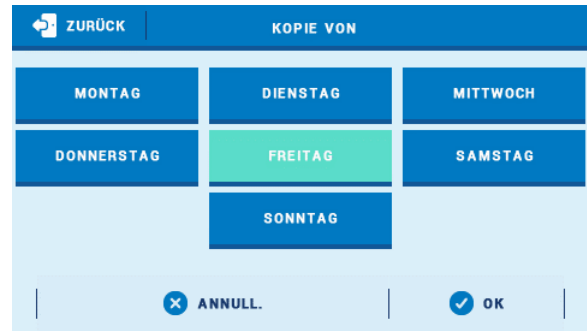 ZURÜCK KOPIE VON
MONTAG DIENSTAG MITTWOCH
DONNERSTAG FREITAG SAMSTAG
SONNTAG
ANNULL. OK